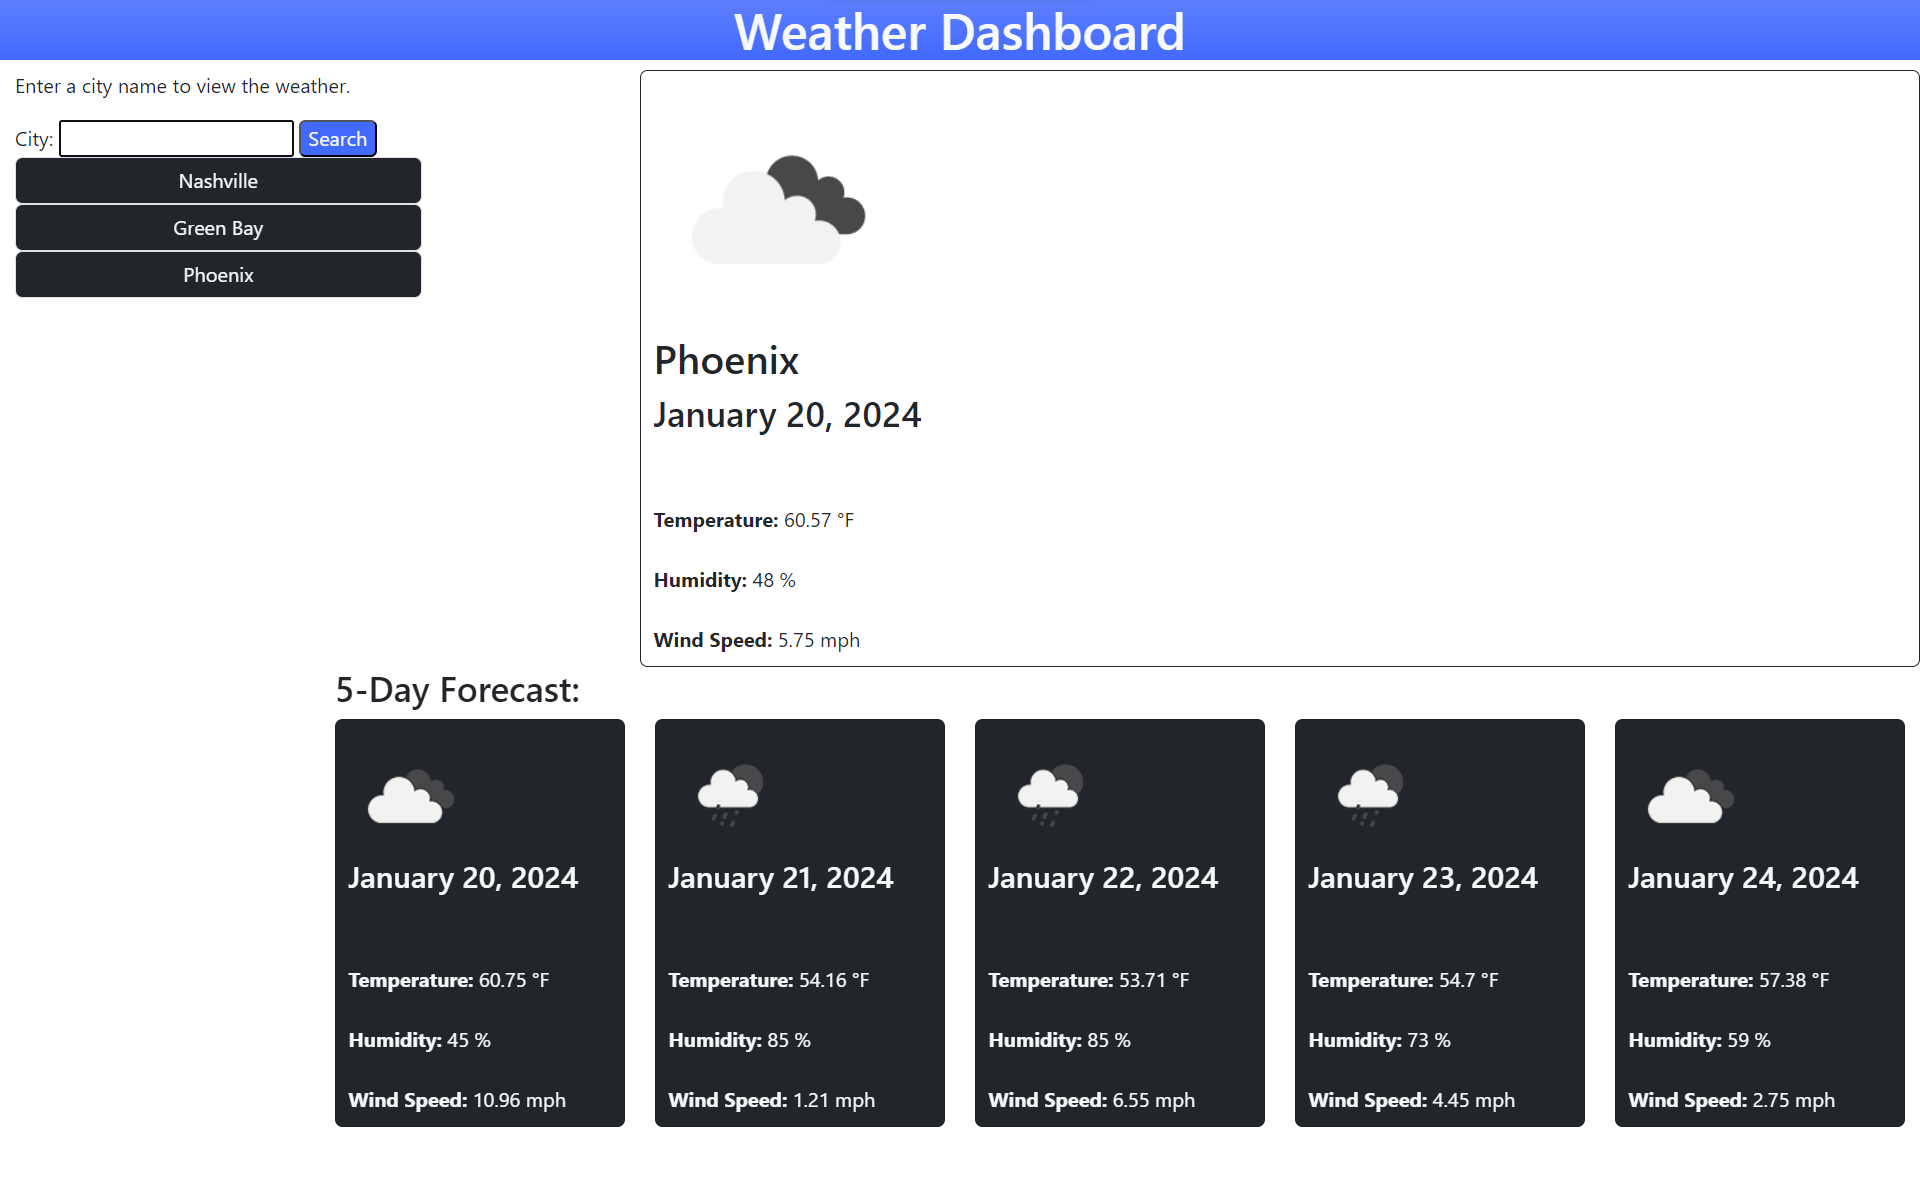 Weather Dashboard
Enter a city name to view the weather.
City: Search
Nashville
Green Bay
Phoenix
Phoenix
January 20, 2024
Temperature: 60.57 °F
Humidity: 48 %
Wind Speed: 5.75 mph
5-Day Forecast:
January 20, 2024
Temperature: 60.75 °F
Humidity: 45 %
Wind Speed: 10.96 mph
January 21, 2024
Temperature: 54.16 °F
Humidity: 85 %
Wind Speed: 1.21 mph
January 22, 2024
Temperature: 53.71 °F
Humidity: 85 %
Wind Speed: 6.55 mph
January 23, 2024
Temperature: 54.7 °F
Humidity: 73 %
Wind Speed: 4.45 mph
January 24, 2024
Temperature: 57.38 °F
Humidity: 59 %
Wind Speed: 2.75 mph